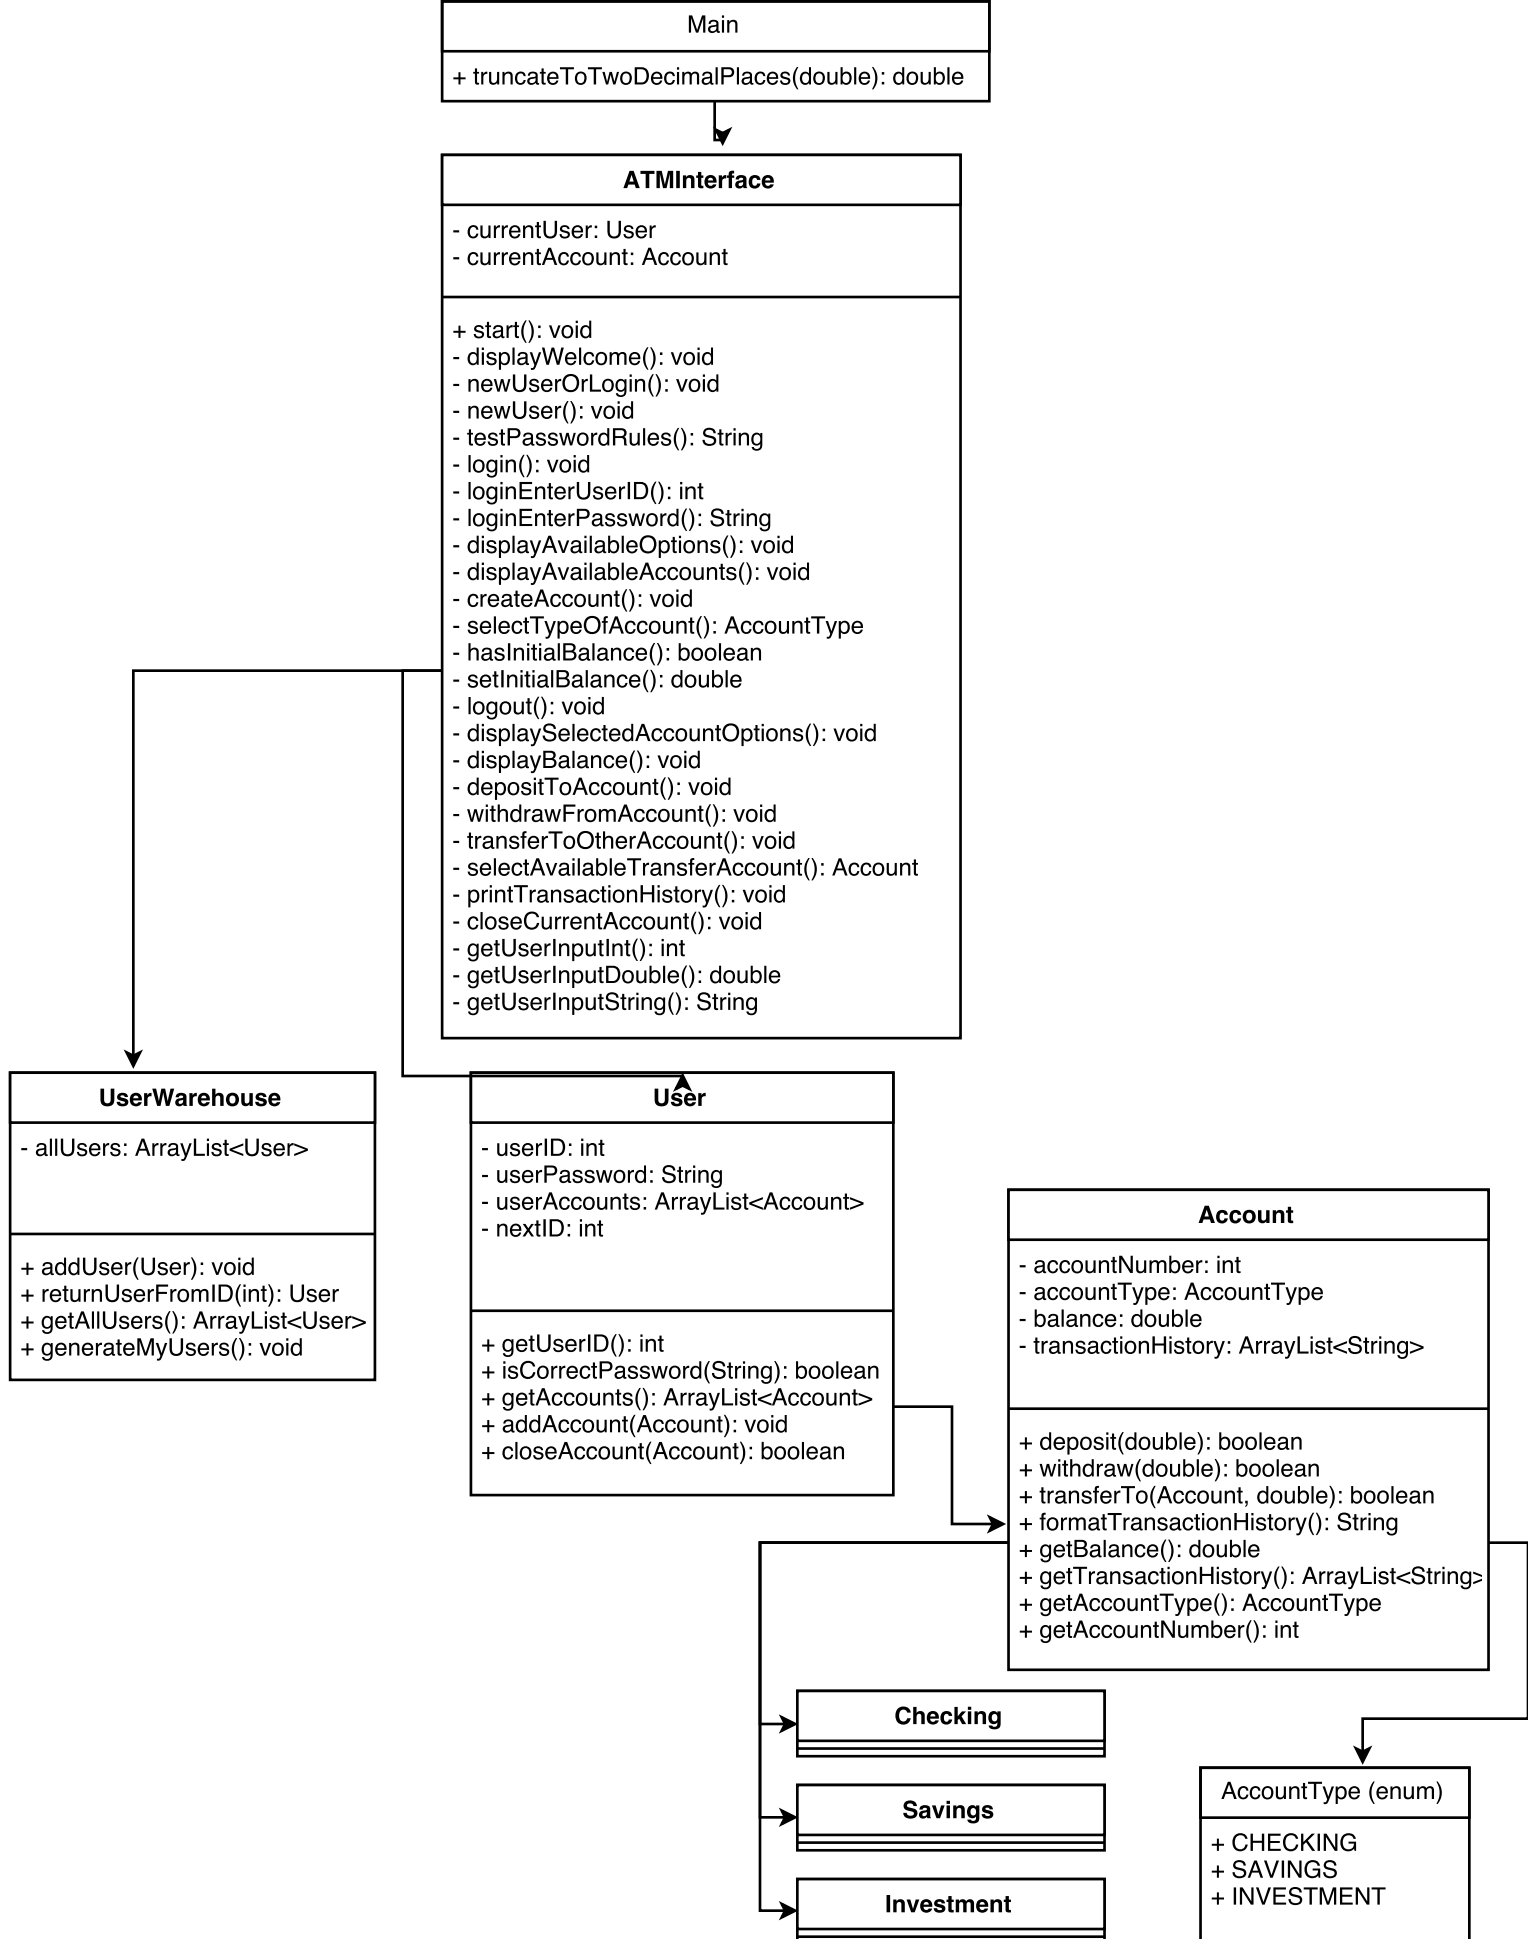 Main
+ truncateToTwoDecimalPlaces(double): double
ATMInterface
- currentUser: User
- currentAccount: Account
+ start(): void
- displayWelcome(): void
- newUserOrLogin(): void
- newUser(): void
- testPasswordRules(): String
- login(): void
- loginEnterUserID(): int
- loginEnterPassword(): String
- displayAvailableOptions(): void
- displayAvailableAccounts(): void
- createAccount(): void
- selectTypeOfAccount(): AccountType
- hasInitialBalance(): boolean
- setInitialBalance(): double
- logout(): void
- displaySelectedAccountOptions(): void
- displayBalance(): void
- depositToAccount(): void
- withdrawFromAccount(): void
- transferToOtherAccount(): void
- selectAvailableTransferAccount(): Account
- printTransactionHistory(): void
- closeCurrentAccount(): void
- getUserInputInt(): int
- getUserInputDouble(): double
- getUserInputString(): String
UserWarehouse
- allUsers: ArrayList<User>
+ addUser(User): void
+ returnUserFromID(int): User
+ getAllUsers(): ArrayList<User>
+ generateMyUsers(): void
User
- userID: int
- userPassword: String
- userAccounts: ArrayList<Account>
- nextID: int
+ getUserID(): int
+ isCorrectPassword(String): boolean
+ getAccounts(): ArrayList<Account>
+ addAccount(Account): void
+ closeAccount(Account): boolean
Account
- accountNumber: int
- accountType: AccountType
- balance: double
- transactionHistory: ArrayList<String>
+ deposit(double): boolean
+ withdraw(double): boolean
+ transferTo(Account, double): boolean
+ formatTransactionHistory(): String
+ getBalance(): double
+ getTransactionHistory(): ArrayList<String>
+ getAccountType(): AccountType
+ getAccountNumber(): int
Checking
Savings
Investment
AccountType (enum)
+ CHECKING
+ SAVINGS
+ INVESTMENT